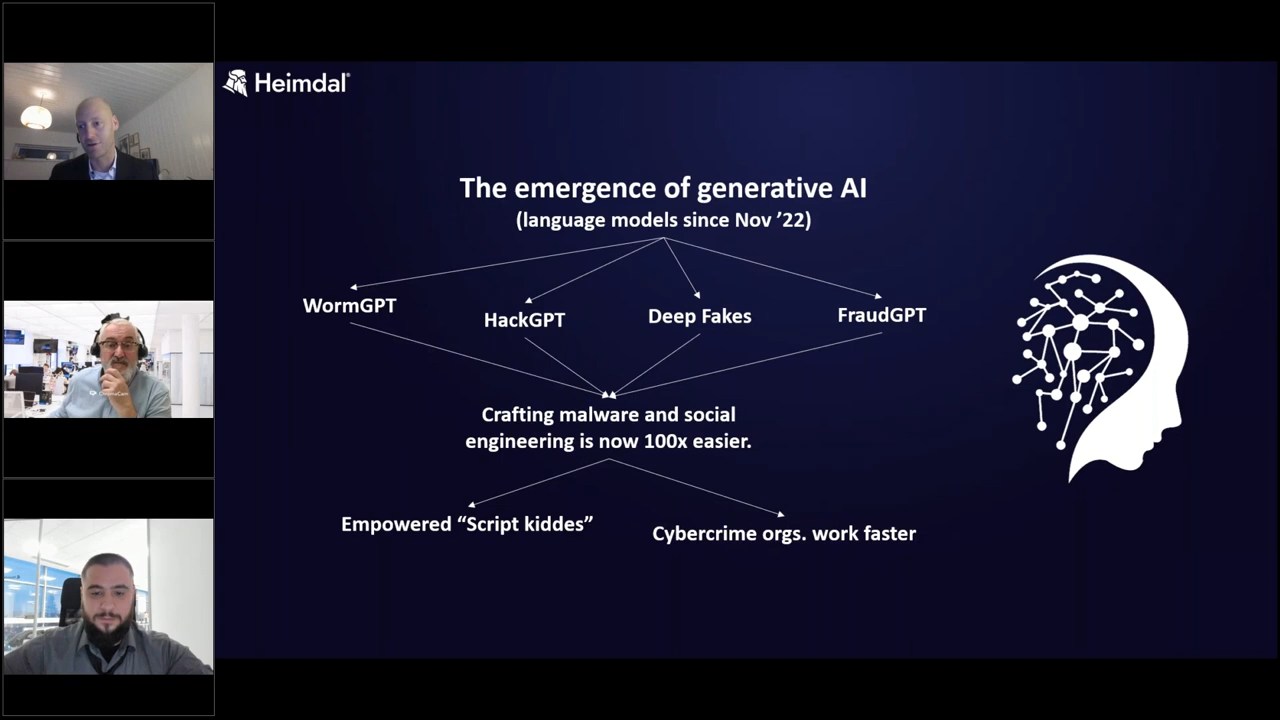 Heimdal®
The emergence of generative AI
(language models since Nov ’22)
WormGPT
HackGPT
Deep Fakes
FraudGPT
Crafting malware and social
engineering is now 100x easier.
Empowered “Script kiddes”
Cybercrime orgs. work faster
ChromaCam